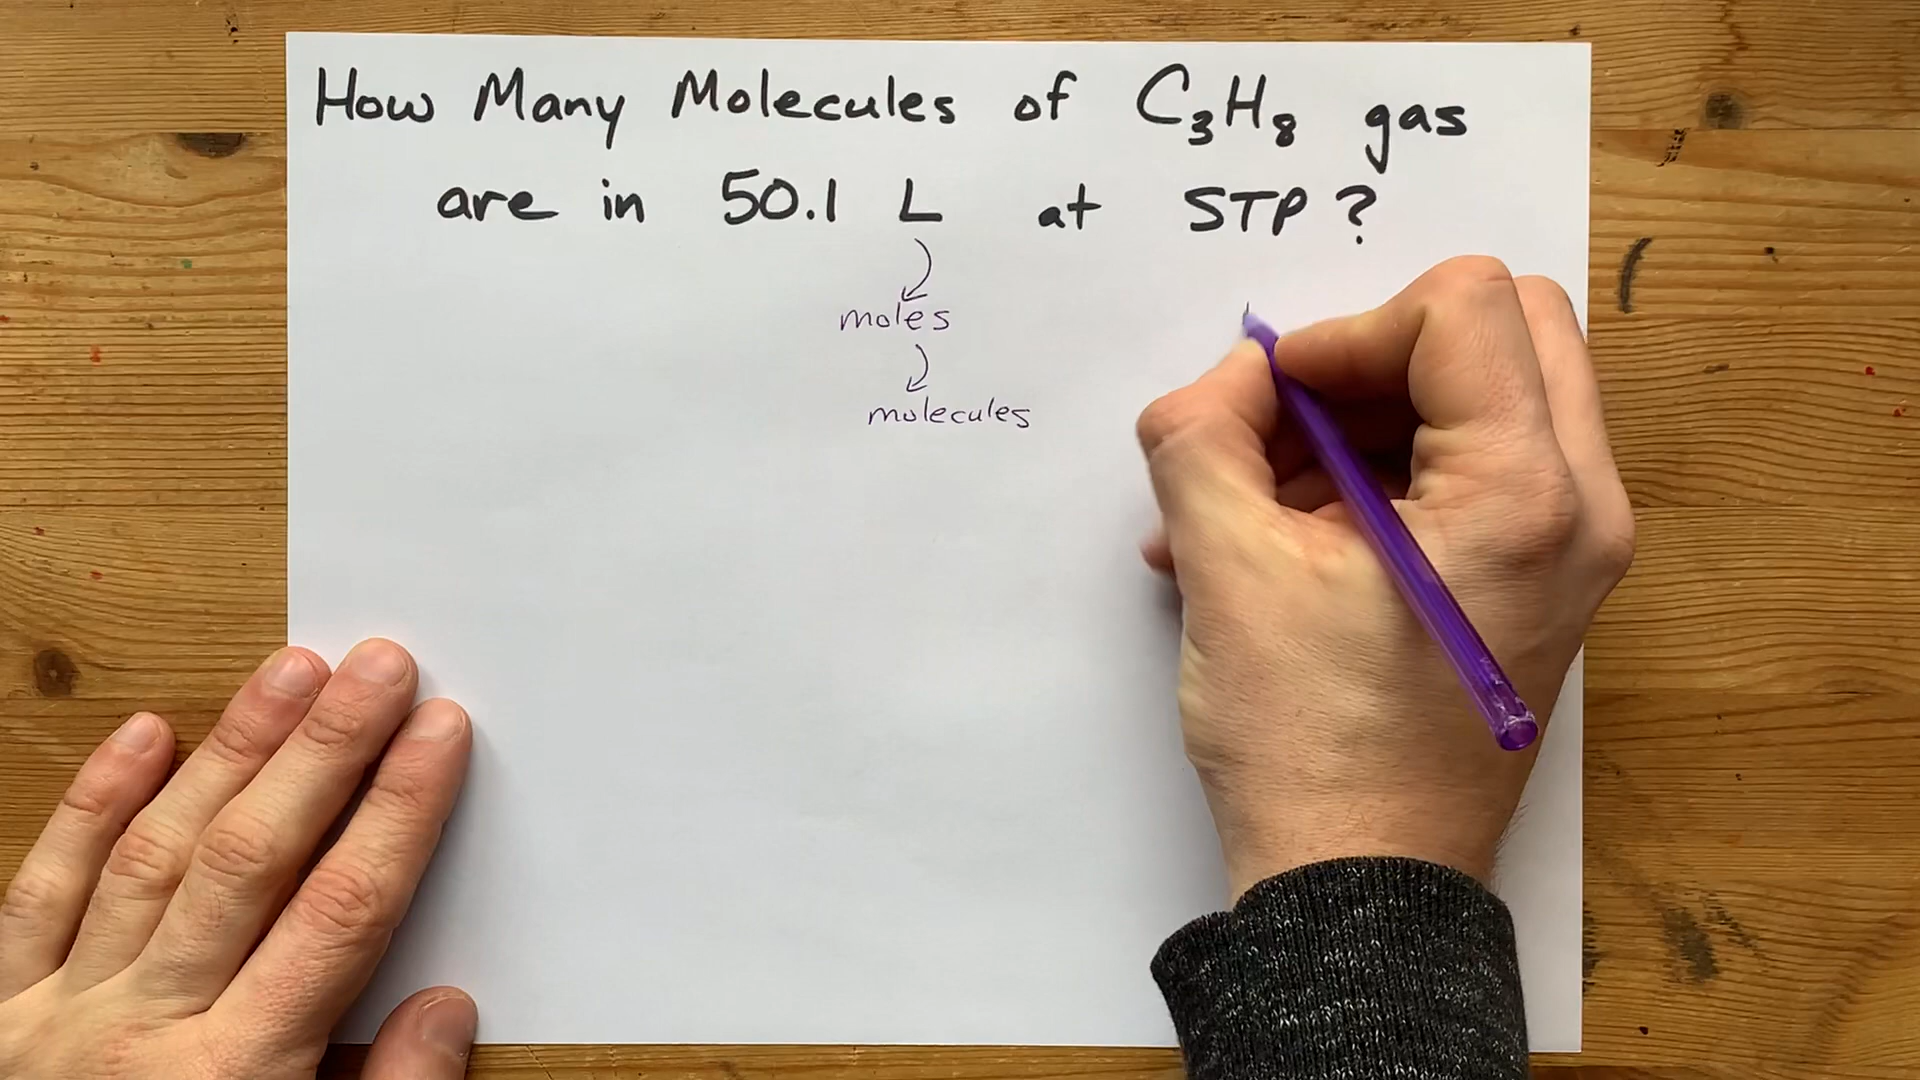 How Many Molecules of C₃H₈ gas
are in 50.1 L at STP?
moles
molecules